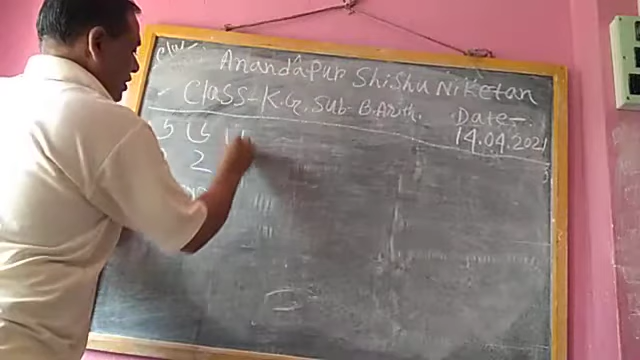 Anandapur Shishu Niketan
Class - K.G. Sub - B.Arith. Date -
14.04.2021
5
2